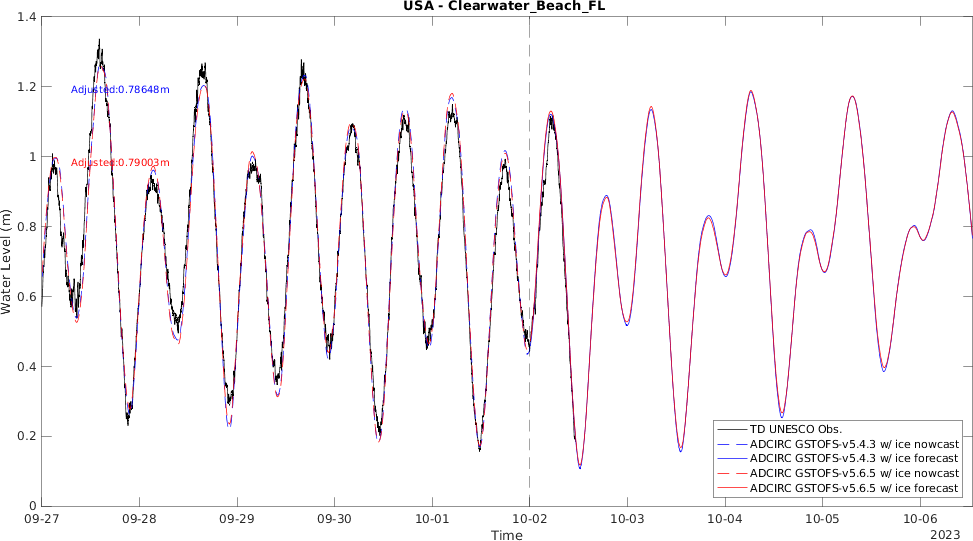 USA - Clearwater_Beach_FL
1.4
1.2
1
0.8
0.6
0.4
0.2
0
Water Level (m)
Adjusted:0.78648m
Adjusted:0.79003m
TD UNESCO Obs.
ADCIRC GSTOFS-v5.4.3 w/ ice nowcast
ADCIRC GSTOFS-v5.4.3 w/ ice forecast
ADCIRC GSTOFS-v5.6.5 w/ ice nowcast
ADCIRC GSTOFS-v5.6.5 w/ ice forecast
09-27 09-28 09-29 09-30 10-01 10-02 10-03 10-04 10-05 10-06
Time
2023